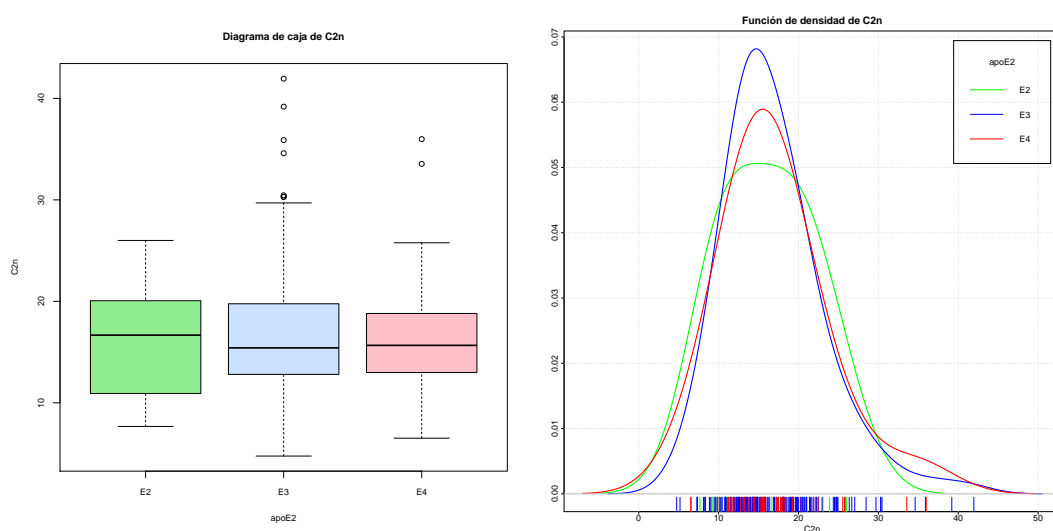 Diagrama de caja de C2n
C2n
40
30
20
10
E2 E3 E4
apoE2
Función de densidad de C2n
0.07
0.06
0.05
0.04
0.03
0.02
0.01
0.00
apoE2
E2
E3
E4
0 10 20 30 40 50
C2n